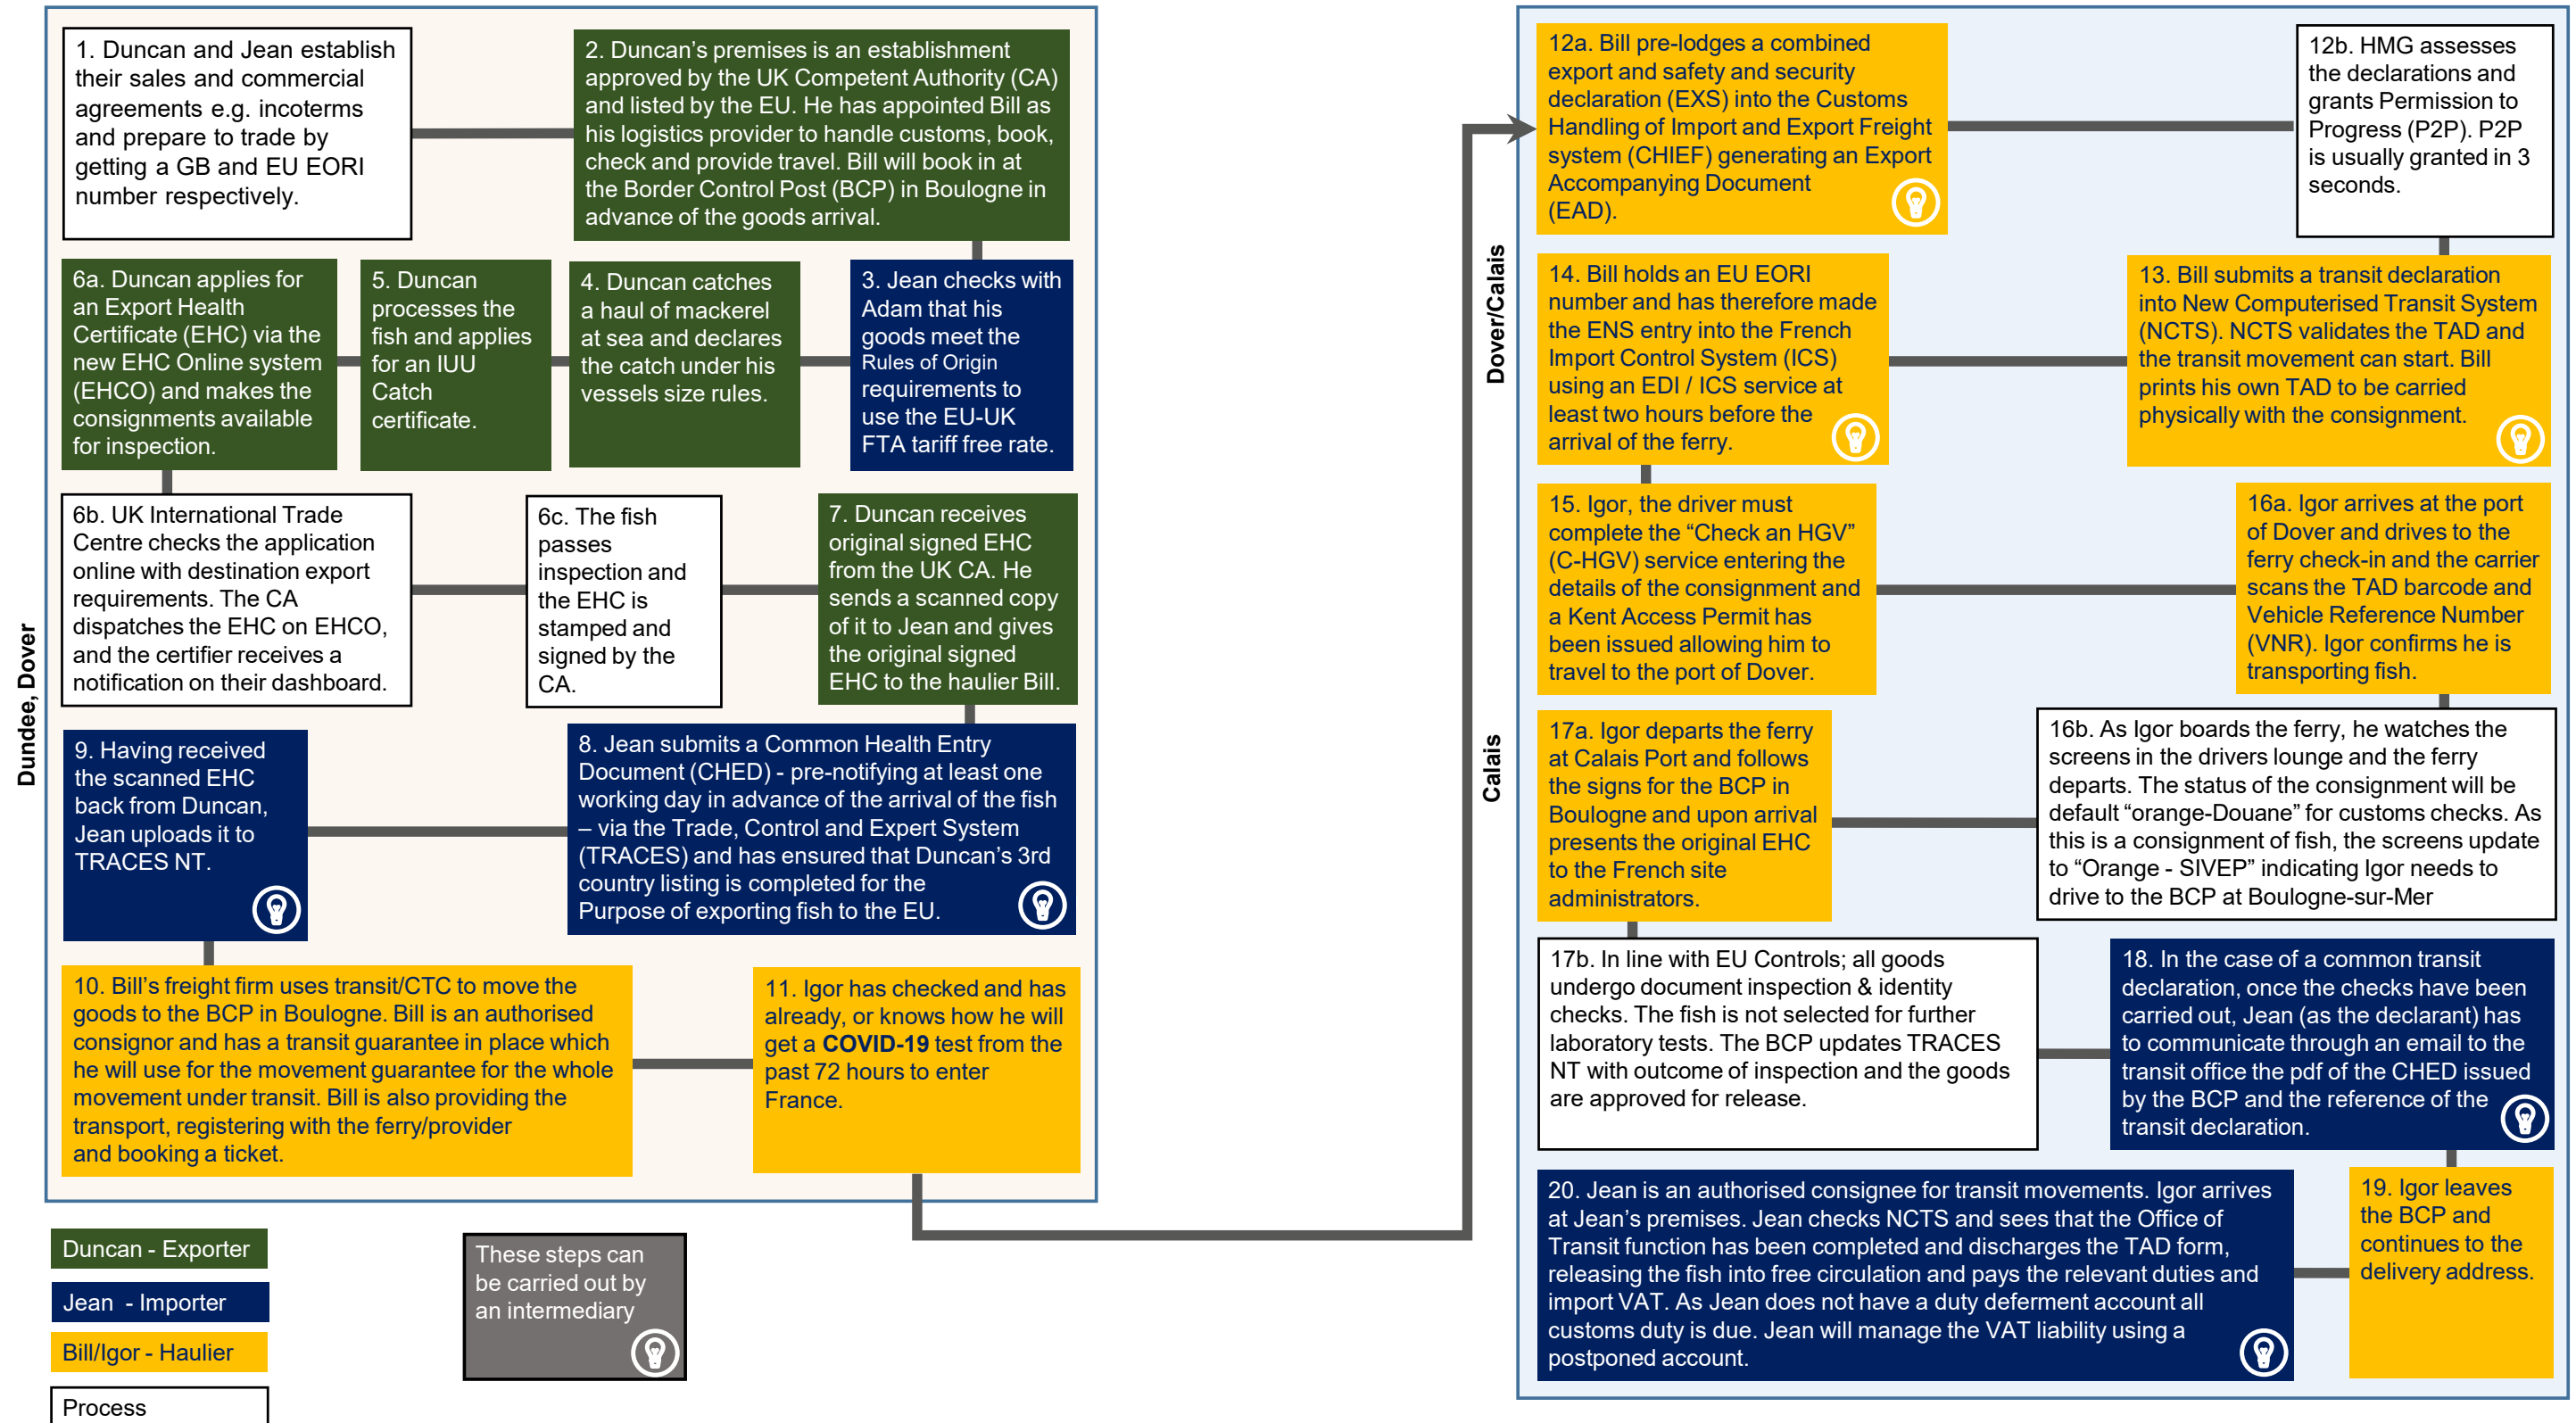 1. Duncan and Jean establish
their sales and commercial
agreements e.g. incoterms
and prepare to trade by
getting a GB and EU EORI
number respectively.
2. Duncan’s premises is an establishment
approved by the UK Competent Authority (CA)
and listed by the EU. He has appointed Bill as
his logistics provider to handle customs, book,
check and provide travel. Bill will book in at
the Border Control Post (BCP) in Boulogne in
advance of the goods arrival.
3. Jean checks with
Adam that his
goods meet the
Rules of Origin
requirements to
use the EU-UK
FTA tariff free rate.
4. Duncan catches
a haul of mackerel
at sea and declares
the catch under his
vessels size rules.
5. Duncan
processes the
fish and applies
for an IUU
Catch
certificate.
6a. Duncan applies for
an Export Health
Certificate (EHC) via the
new EHC Online system
(EHCO) and makes the
consignments available
for inspection.
6b. UK International Trade
Centre checks the application
online with destination export
requirements. The CA
dispatches the EHC on EHCO,
and the certifier receives a
notification on their dashboard.
6c. The fish
passes
inspection and
the EHC is
stamped and
signed by the
CA.
7. Duncan receives
original signed EHC
from the UK CA. He
sends a scanned copy
of it to Jean and gives
the original signed
EHC to the haulier Bill.
8. Jean submits a Common Health Entry
Document (CHED) - pre-notifying at least one
working day in advance of the arrival of the fish
– via the Trade, Control and Expert System
(TRACES) and has ensured that Duncan’s 3rd
country listing is completed for the
Purpose of exporting fish to the EU.
9. Having received
the scanned EHC
back from Duncan,
Jean uploads it to
TRACES NT.
10. Bill’s freight firm uses transit/CTC to move the
goods to the BCP in Boulogne. Bill is an authorised
consignor and has a transit guarantee in place which
he will use for the movement guarantee for the whole
movement under transit. Bill is also providing the
transport, registering with the ferry/provider
and booking a ticket.
11. Igor has checked and has
already, or knows how he will
get a COVID-19 test from the
past 72 hours to enter
France.
Dundee, Dover
Duncan - Exporter
Jean - Importer
Bill/Igor - Haulier
Process
These steps can
be carried out by
an intermediary
Dover/Calais
Calais
12a. Bill pre-lodges a combined
export and safety and security
declaration (EXS) into the Customs
Handling of Import and Export Freight
system (CHIEF) generating an Export
Accompanying Document
(EAD).
12b. HMG assesses
the declarations and
grants Permission to
Progress (P2P). P2P
is usually granted in 3
seconds.
13. Bill submits a transit declaration
into New Computerised Transit System
(NCTS). NCTS validates the TAD and
the transit movement can start. Bill
prints his own TAD to be carried
physically with the consignment.
14. Bill holds an EU EORI
number and has therefore made
the ENS entry into the French
Import Control System (ICS)
using an EDI / ICS service at
least two hours before the
arrival of the ferry.
15. Igor, the driver must
complete the “Check an HGV”
(C-HGV) service entering the
details of the consignment and
a Kent Access Permit has
been issued allowing him to
travel to the port of Dover.
16a. Igor arrives at the port
of Dover and drives to the
ferry check-in and the carrier
scans the TAD barcode and
Vehicle Reference Number
(VNR). Igor confirms he is
transporting fish.
16b. As Igor boards the ferry, he watches the
screens in the drivers lounge and the ferry
departs. The status of the consignment will be
default “orange-Douane” for customs checks. As
this is a consignment of fish, the screens update
to “Orange - SIVEP” indicating Igor needs to
drive to the BCP at Boulogne-sur-Mer
17a. Igor departs the ferry
at Calais Port and follows
the signs for the BCP in
Boulogne and upon arrival
presents the original EHC
to the French site
administrators.
17b. In line with EU Controls; all goods
undergo document inspection & identity
checks. The fish is not selected for further
laboratory tests. The BCP updates TRACES
NT with outcome of inspection and the goods
are approved for release.
18. In the case of a common transit
declaration, once the checks have been
carried out, Jean (as the declarant) has
to communicate through an email to the
transit office the pdf of the CHED issued
by the BCP and the reference of the
transit declaration.
19. Igor leaves
the BCP and
continues to the
delivery address.
20. Jean is an authorised consignee for transit movements. Igor arrives
at Jean’s premises. Jean checks NCTS and sees that the Office of
Transit function has been completed and discharges the TAD form,
releasing the fish into free circulation and pays the relevant duties and
import VAT. As Jean does not have a duty deferment account all
customs duty is due. Jean will manage the VAT liability using a
postponed account.